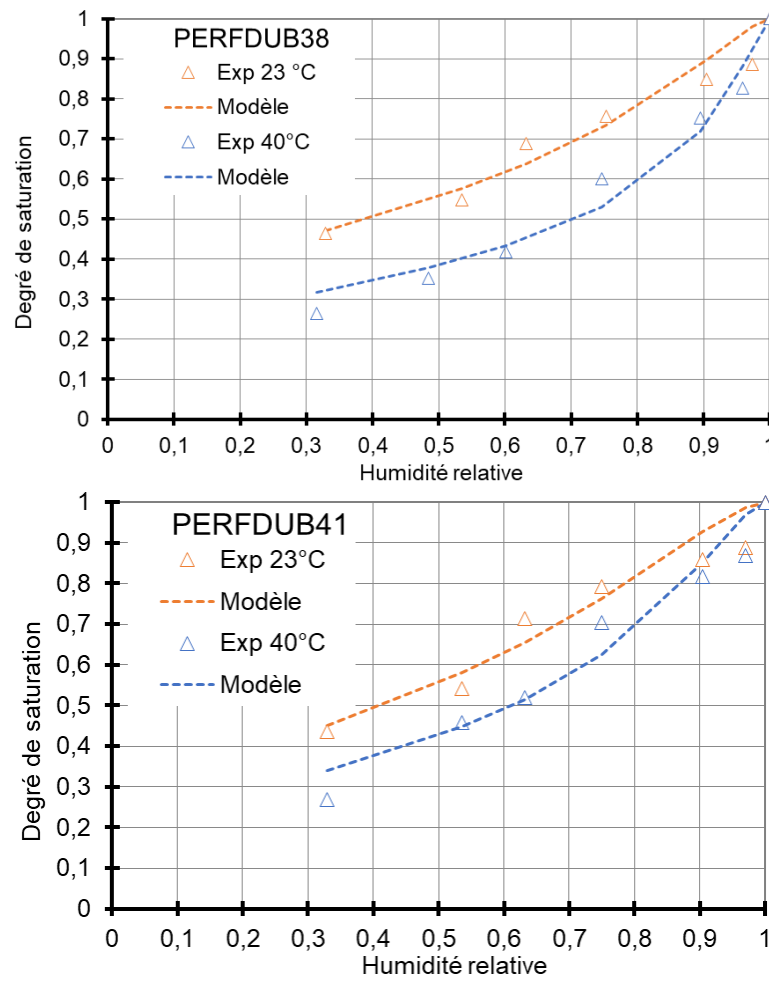 PERFDUB38
Exp 23 °C
Modèle
Exp 40°C
Modèle
Degré de saturation
1
0,9
0,8
0,7
0,6
0,5
0,4
0,3
0,2
0,1
0
0 0,1 0,2 0,3 0,4 0,5 0,6 0,7 0,8 0,9 1
Humidité relative
PERFDUB41
Exp 23°C
Modèle
Exp 40°C
Modèle
Degré de saturation
1
0,9
0,8
0,7
0,6
0,5
0,4
0,3
0,2
0,1
0
0 0,1 0,2 0,3 0,4 0,5 0,6 0,7 0,8 0,9 1
Humidité relative